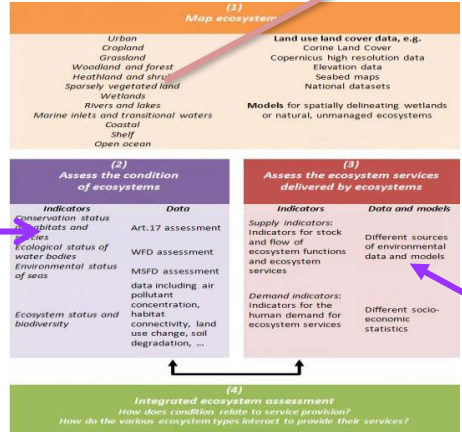 (1)
Map ecosystem
Urban
Cropland
Grassland
Woodland and forest
Heathland and shrub
Sparsely vegetated land
Wetlands
Rivers and lakes
Marine inlets and transitional waters
Coastal
Shelf
Open ocean
Land use land cover data, e.g.
Corine Land Cover
Copernicus high resolution data
Elevation data
Seabed maps
National datasets
Models for spatially delineating wetlands
or natural, unmanaged ecosystems
(2)
Assess the condition
of ecosystems
Indicators
Data
Conservation status
habitats and
Art.17 assessment
Ecological status of
water bodies
WFD assessment
Environmental status
of seas
MSFD assessment
Ecosystem status and
biodiversity
data including air
pollutant
concentration,
habitat
connectivity, land
use change, soil
degradation, ...
(3)
Assess the ecosystem services
delivered by ecosystems
Indicators
Data and models
Supply indicators:
Indicators for stock
and flow of
ecosystem functions
and ecosystem
services
Different sources
of environmental
data and models
Demand indicators:
Indicators for the
human demand for
ecosystem services
Different socio-
economic
statistics
(4)
Integrated ecosystem assessment
How does condition relate to service provision?
How do the various ecosystem types interact to provide their services?